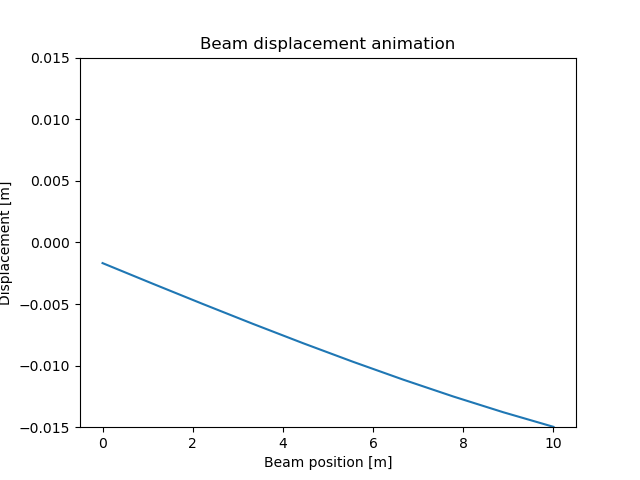 Beam displacement animation
0.015
0.010
0.005
0.000
−0.005
−0.010
−0.015
Displacement [m]
0 2 4 6 8 10
Beam position [m]